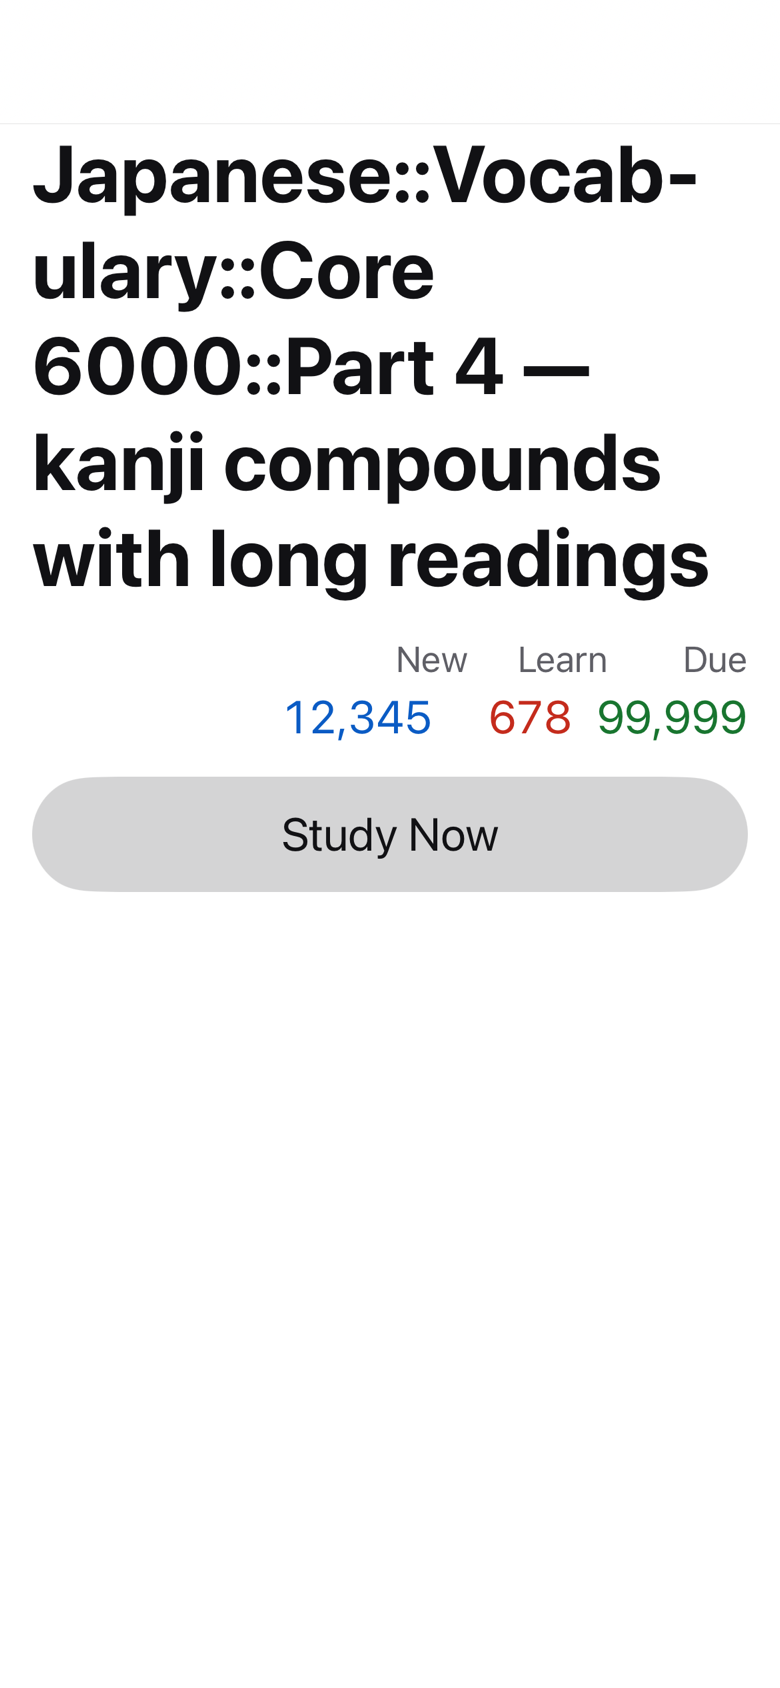 Japanese::Vocab-
ulary::Core
6000::Part 4 —
kanji compounds
with long readings
New Learn Due
12,345 678 99,999
Study Now